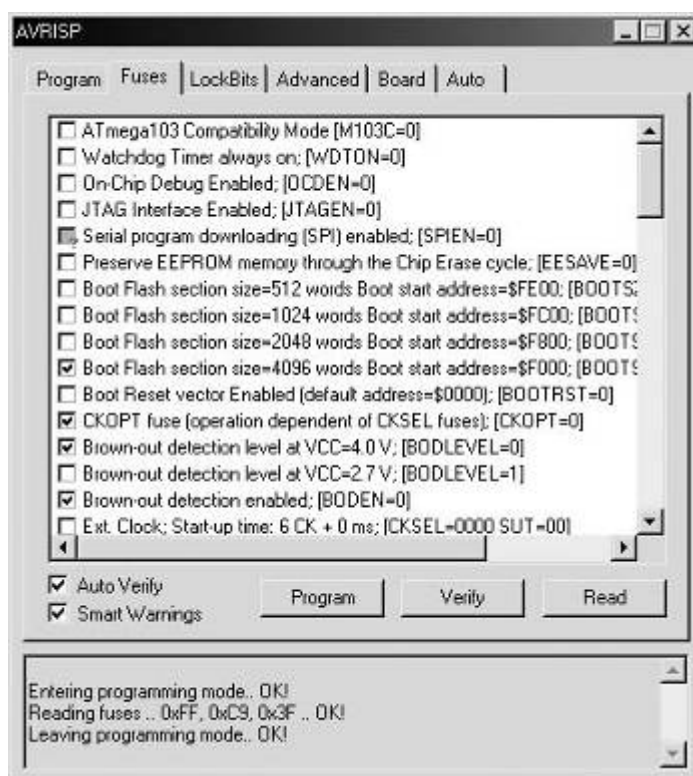 AVRISP
Program Fuses LockBits Advanced Board Auto
ATmega103 Compatibility Mode [M103C=0]
Watchdog Timer always on; [WDTON=0]
On-Chip Debug Enabled; [OCDEN=0]
JTAG Interface Enabled; [JTAGEN=0]
Serial program downloading (SPI) enabled; [SPIEN=0]
Preserve EEPROM memory through the Chip Erase cycle; [EESAVE=0]
Boot Flash section size=512 words Boot start address=$FE00; [BOOTSZ
Boot Flash section size=1024 words Boot start address=$FC00; [BOOTS
Boot Flash section size=2048 words Boot start address=$F800; [BOOTS
Boot Flash section size=4096 words Boot start address=$F000; [BOOTS
Boot Reset vector Enabled (default address=$0000); [BOOTRST=0]
CKOPT fuse (operation dependent of CKSEL fuses); [CKOPT=0]
Brown-out detection level at VCC=4.0 V; [BODLEVEL=0]
Brown-out detection level at VCC=2.7 V; [BODLEVEL=1]
Brown-out detection enabled; [BODEN=0]
Ext. Clock; Start-up time: 6 CK + 0 ms; [CKSEL=0000 SUT=00]
Auto Verify
Smart Warnings
Program Verify Read
Entering programming mode.. OK!
Reading fuses .. 0xFF, 0xC9, 0x3F .. OK!
Leaving programming mode.. OK!